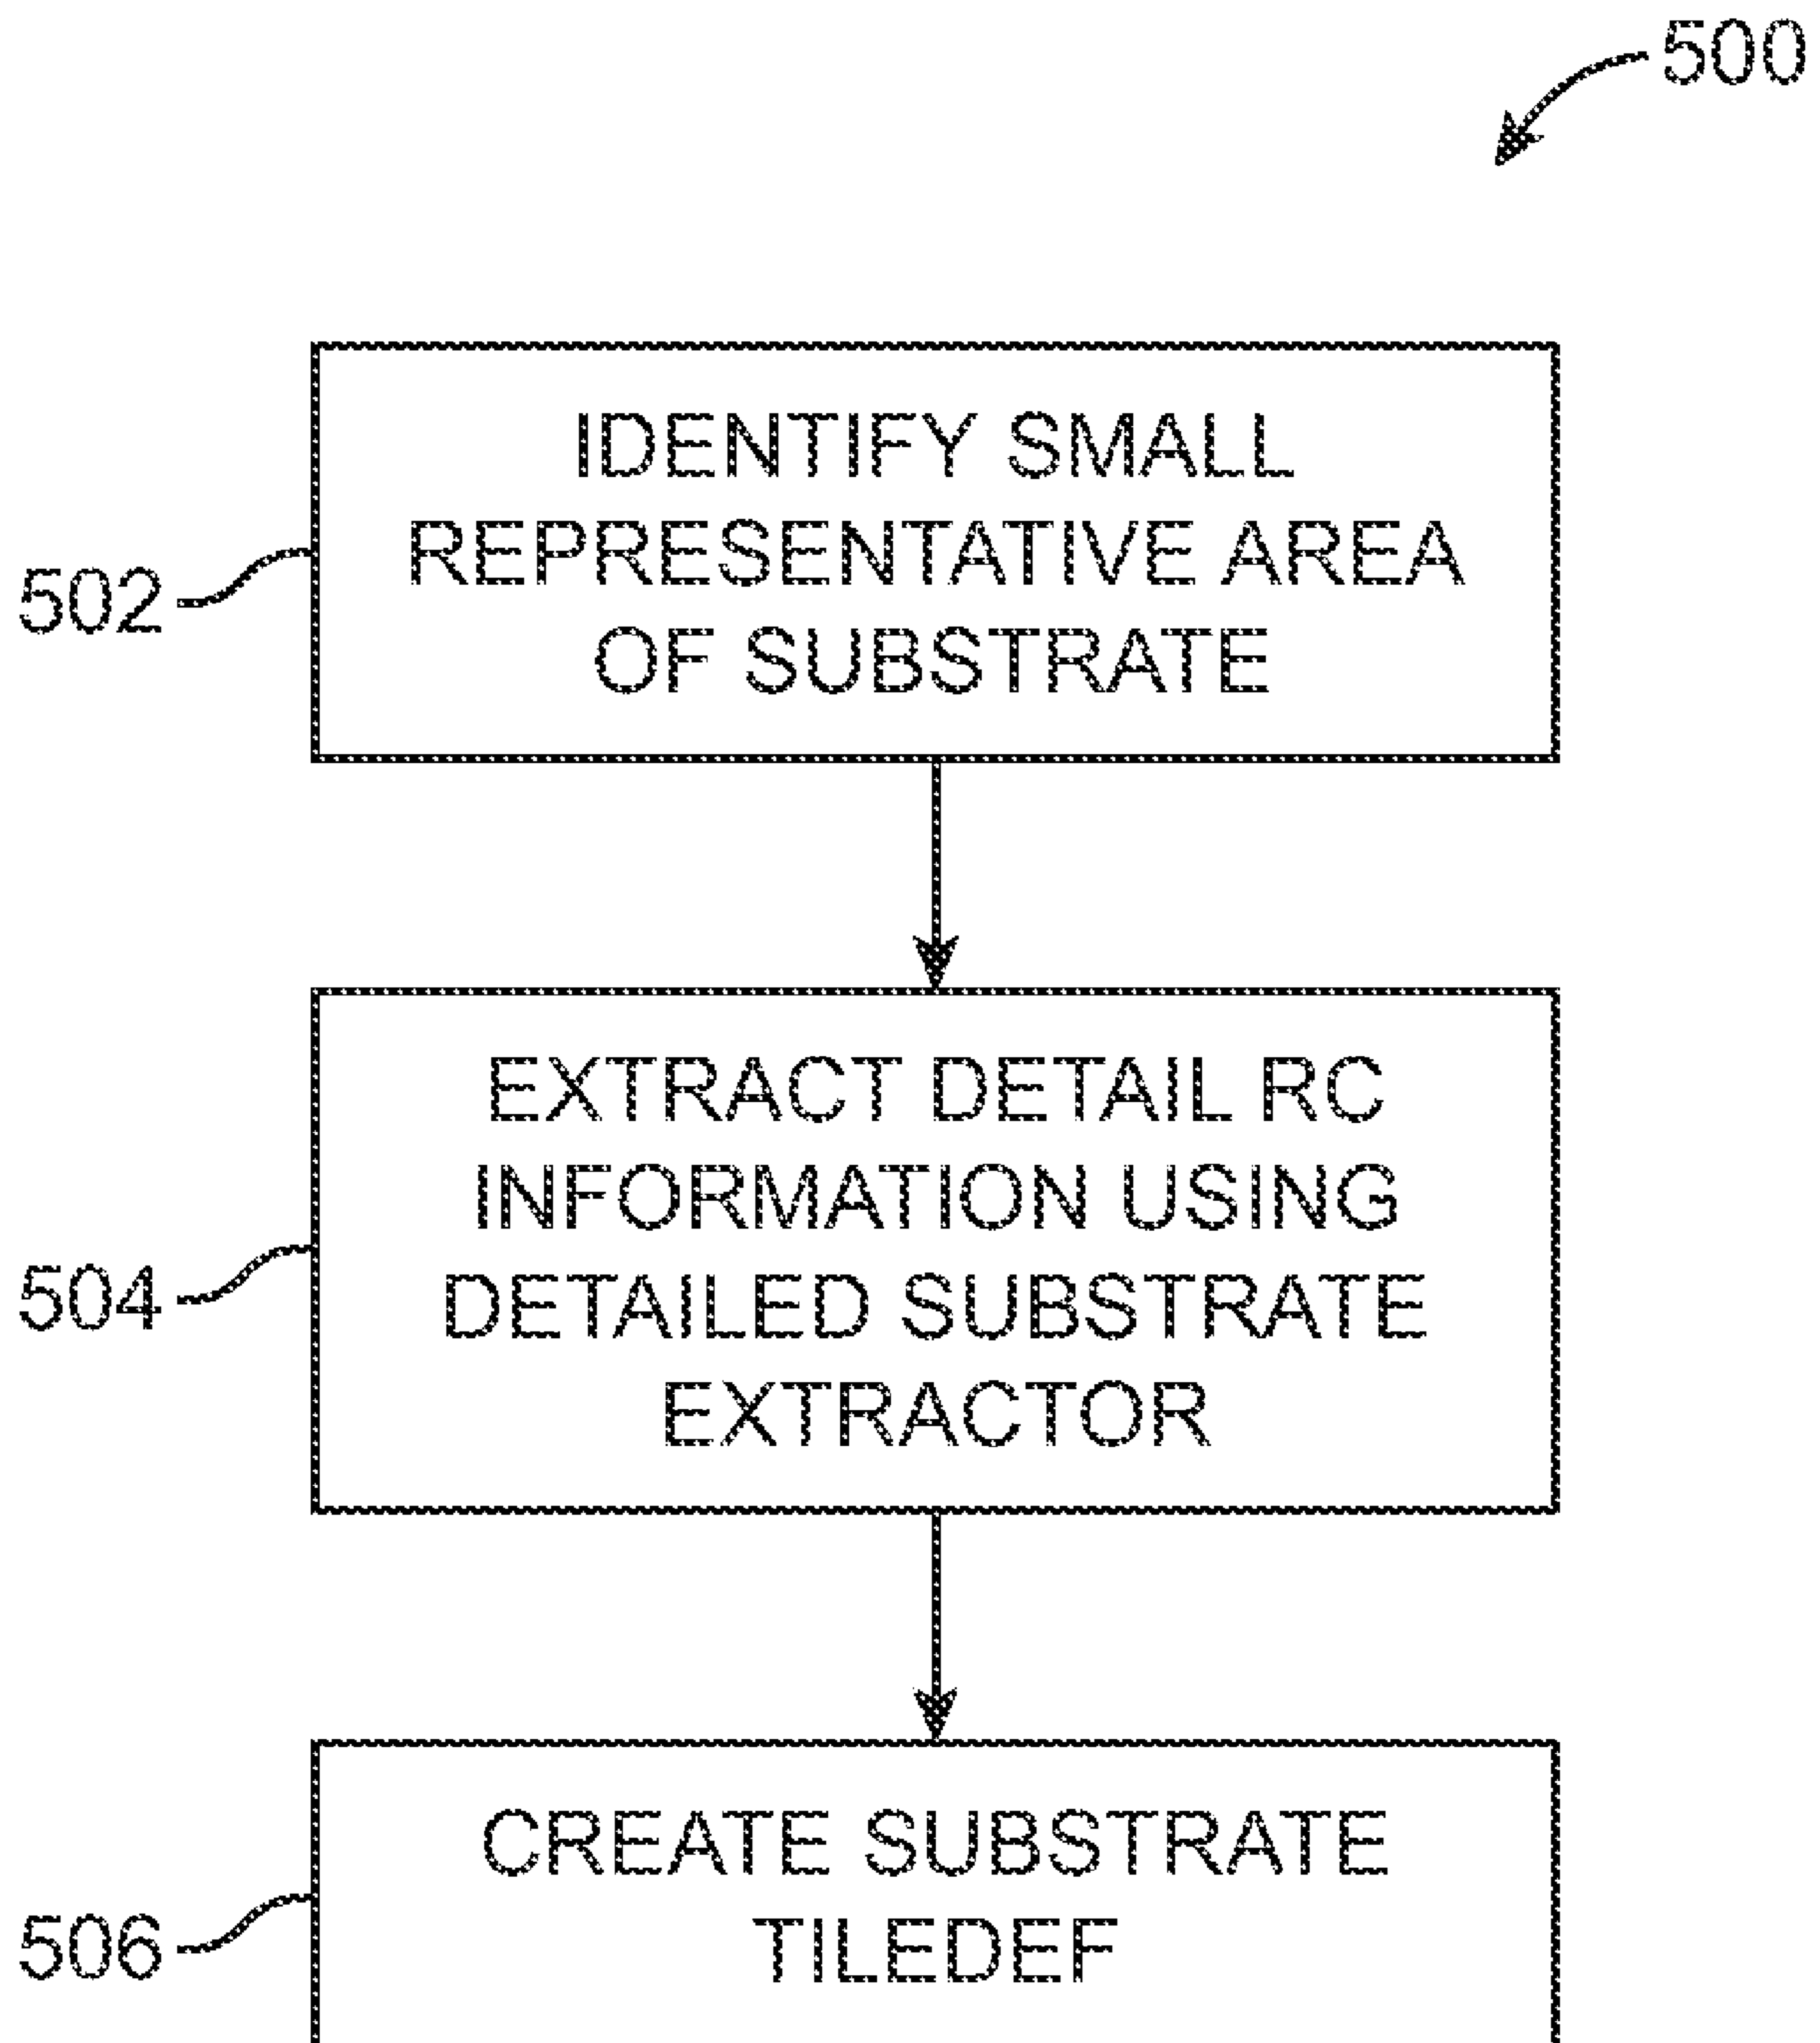 500
IDENTIFY SMALL
REPRESENTATIVE AREA
OF SUBSTRATE
502
EXTRACT DETAIL RC
INFORMATION USING
DETAILED SUBSTRATE
EXTRACTOR
504
CREATE SUBSTRATE
TILEDEF
506